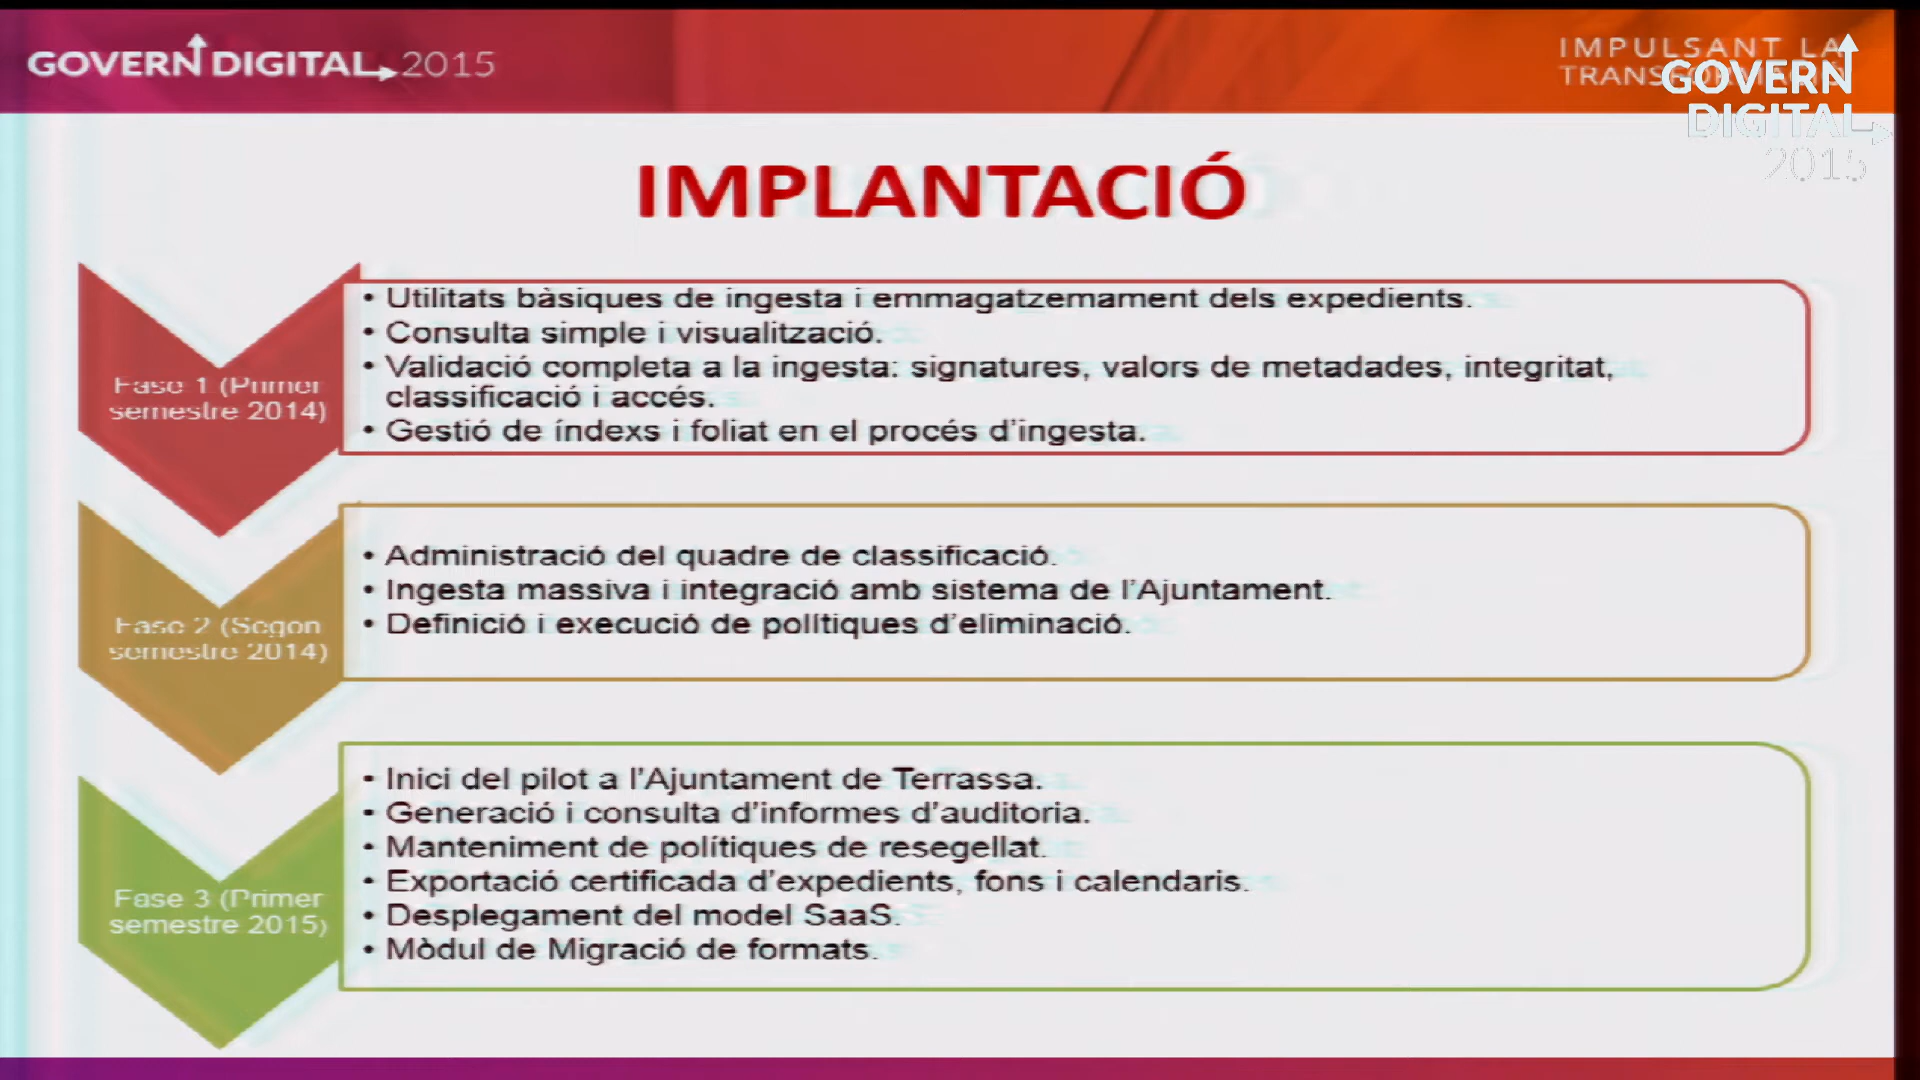 GOVERN DIGITAL 2015
IMPULSANT LA
GOVERN
DIGITAL
2015
IMPLANTACIÓ
Fase 1 (Primer
semestre 2014)
• Utilitats bàsiques de ingesta i emmagatzemament dels expedients.
• Consulta simple i visualització.
• Validació completa a la ingesta: signatures, valors de metadades, integritat,
classificació i accés.
• Gestió de índexs i foliat en el procés d'ingesta.
Fase 2 (Segon
semestre 2014)
• Administració del quadre de classificació.
• Ingesta massiva i integració amb sistema de l'Ajuntament.
• Definició i execució de polítiques d'eliminació.
Fase 3 (Primer
semestre 2015)
• Inici del pilot a l'Ajuntament de Terrassa.
• Generació i consulta d'informes d'auditoria.
• Manteniment de polítiques de resegellat.
• Exportació certificada d'expedients, fons i calendaris.
• Desplegament del model SaaS.
• Mòdul de Migració de formats.